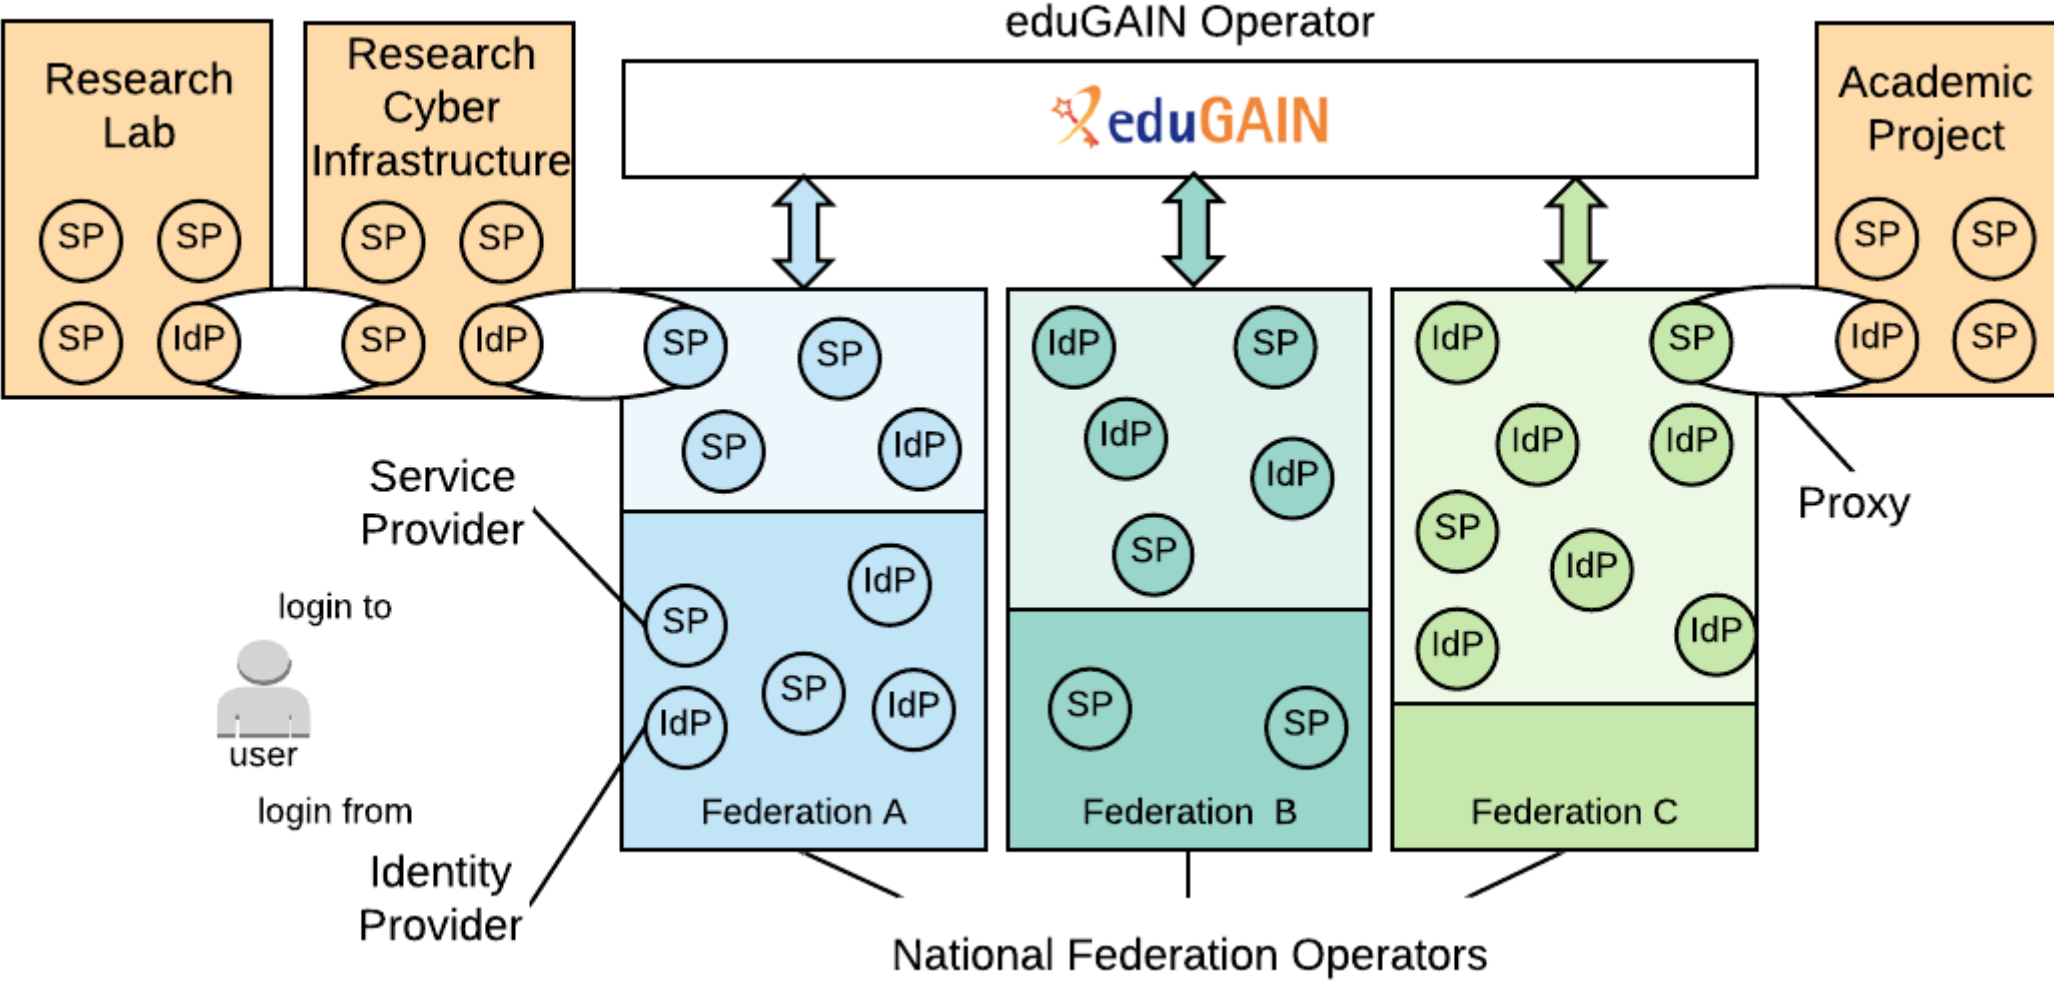 eduGAIN Operator
eduGAIN
Research
Lab
SP
SP
SP
IdP
Research
Cyber
Infrastructure
SP
SP
SP
IdP
Academic
Project
SP
SP
IdP
SP
SP
SP
SP
IdP
SP
IdP
SP
IdP
IdP
Federation A
IdP
SP
IdP
IdP
SP
SP
SP
Federation B
IdP
SP
IdP
IdP
SP
IdP
IdP
IdP
Federation C
Proxy
Service
Provider
login to
user
login from
Identity
Provider
National Federation Operators